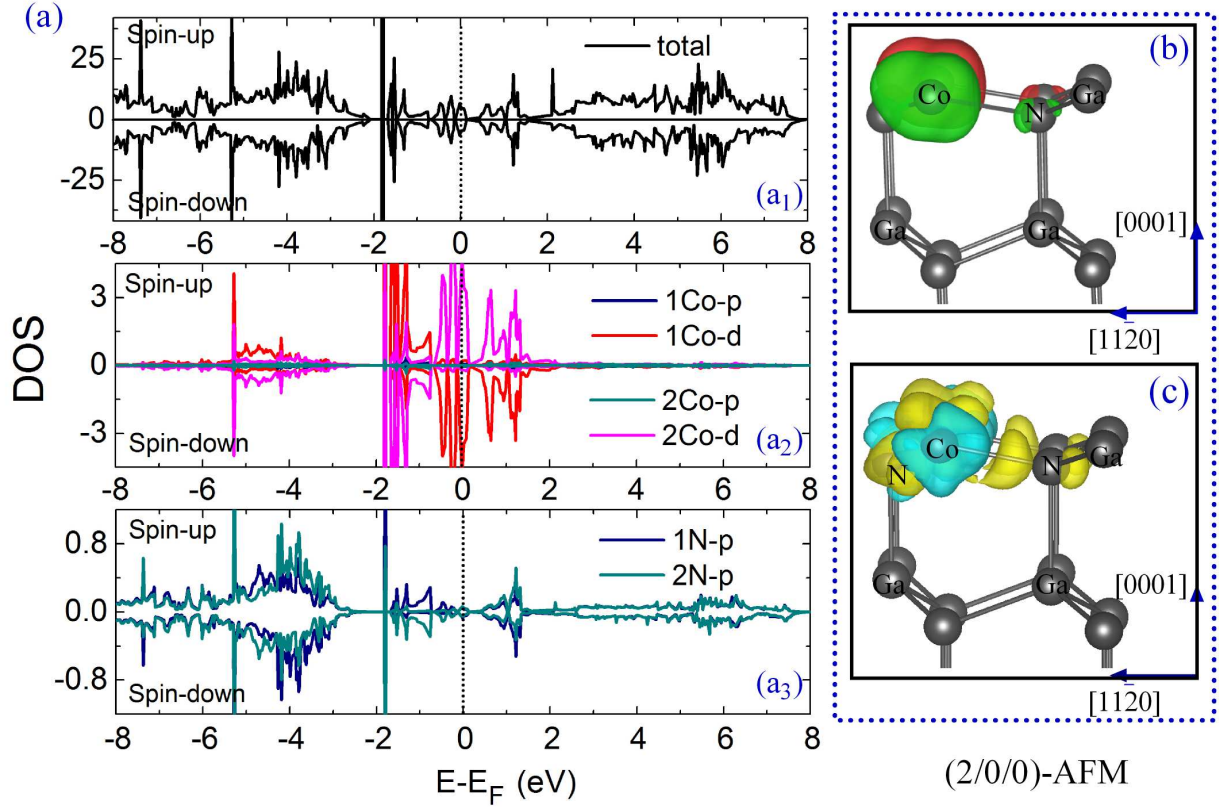 (a)
Spin-up
25
0
-25
total
Spin-down
(a1)
-8 -6 -4 -2 0 2 4 6 8
DOS
Spin-up
3
0
-3
1Co-p
1Co-d
2Co-p
2Co-d
Spin-down
(a2)
-8 -6 -4 -2 0 2 4 6 8
Spin-up
0.8
0.0
-0.8
1N-p
2N-p
Spin-down
(a3)
-8 -6 -4 -2 0 2 4 6 8
E-EF (eV)
(b)
Co
N
Ga
Ga
Ga
[0001]
[112̄0]
(c)
Co
N
N
Ga
Ga
Ga
[0001]
[112̄0]
(2/0/0)-AFM